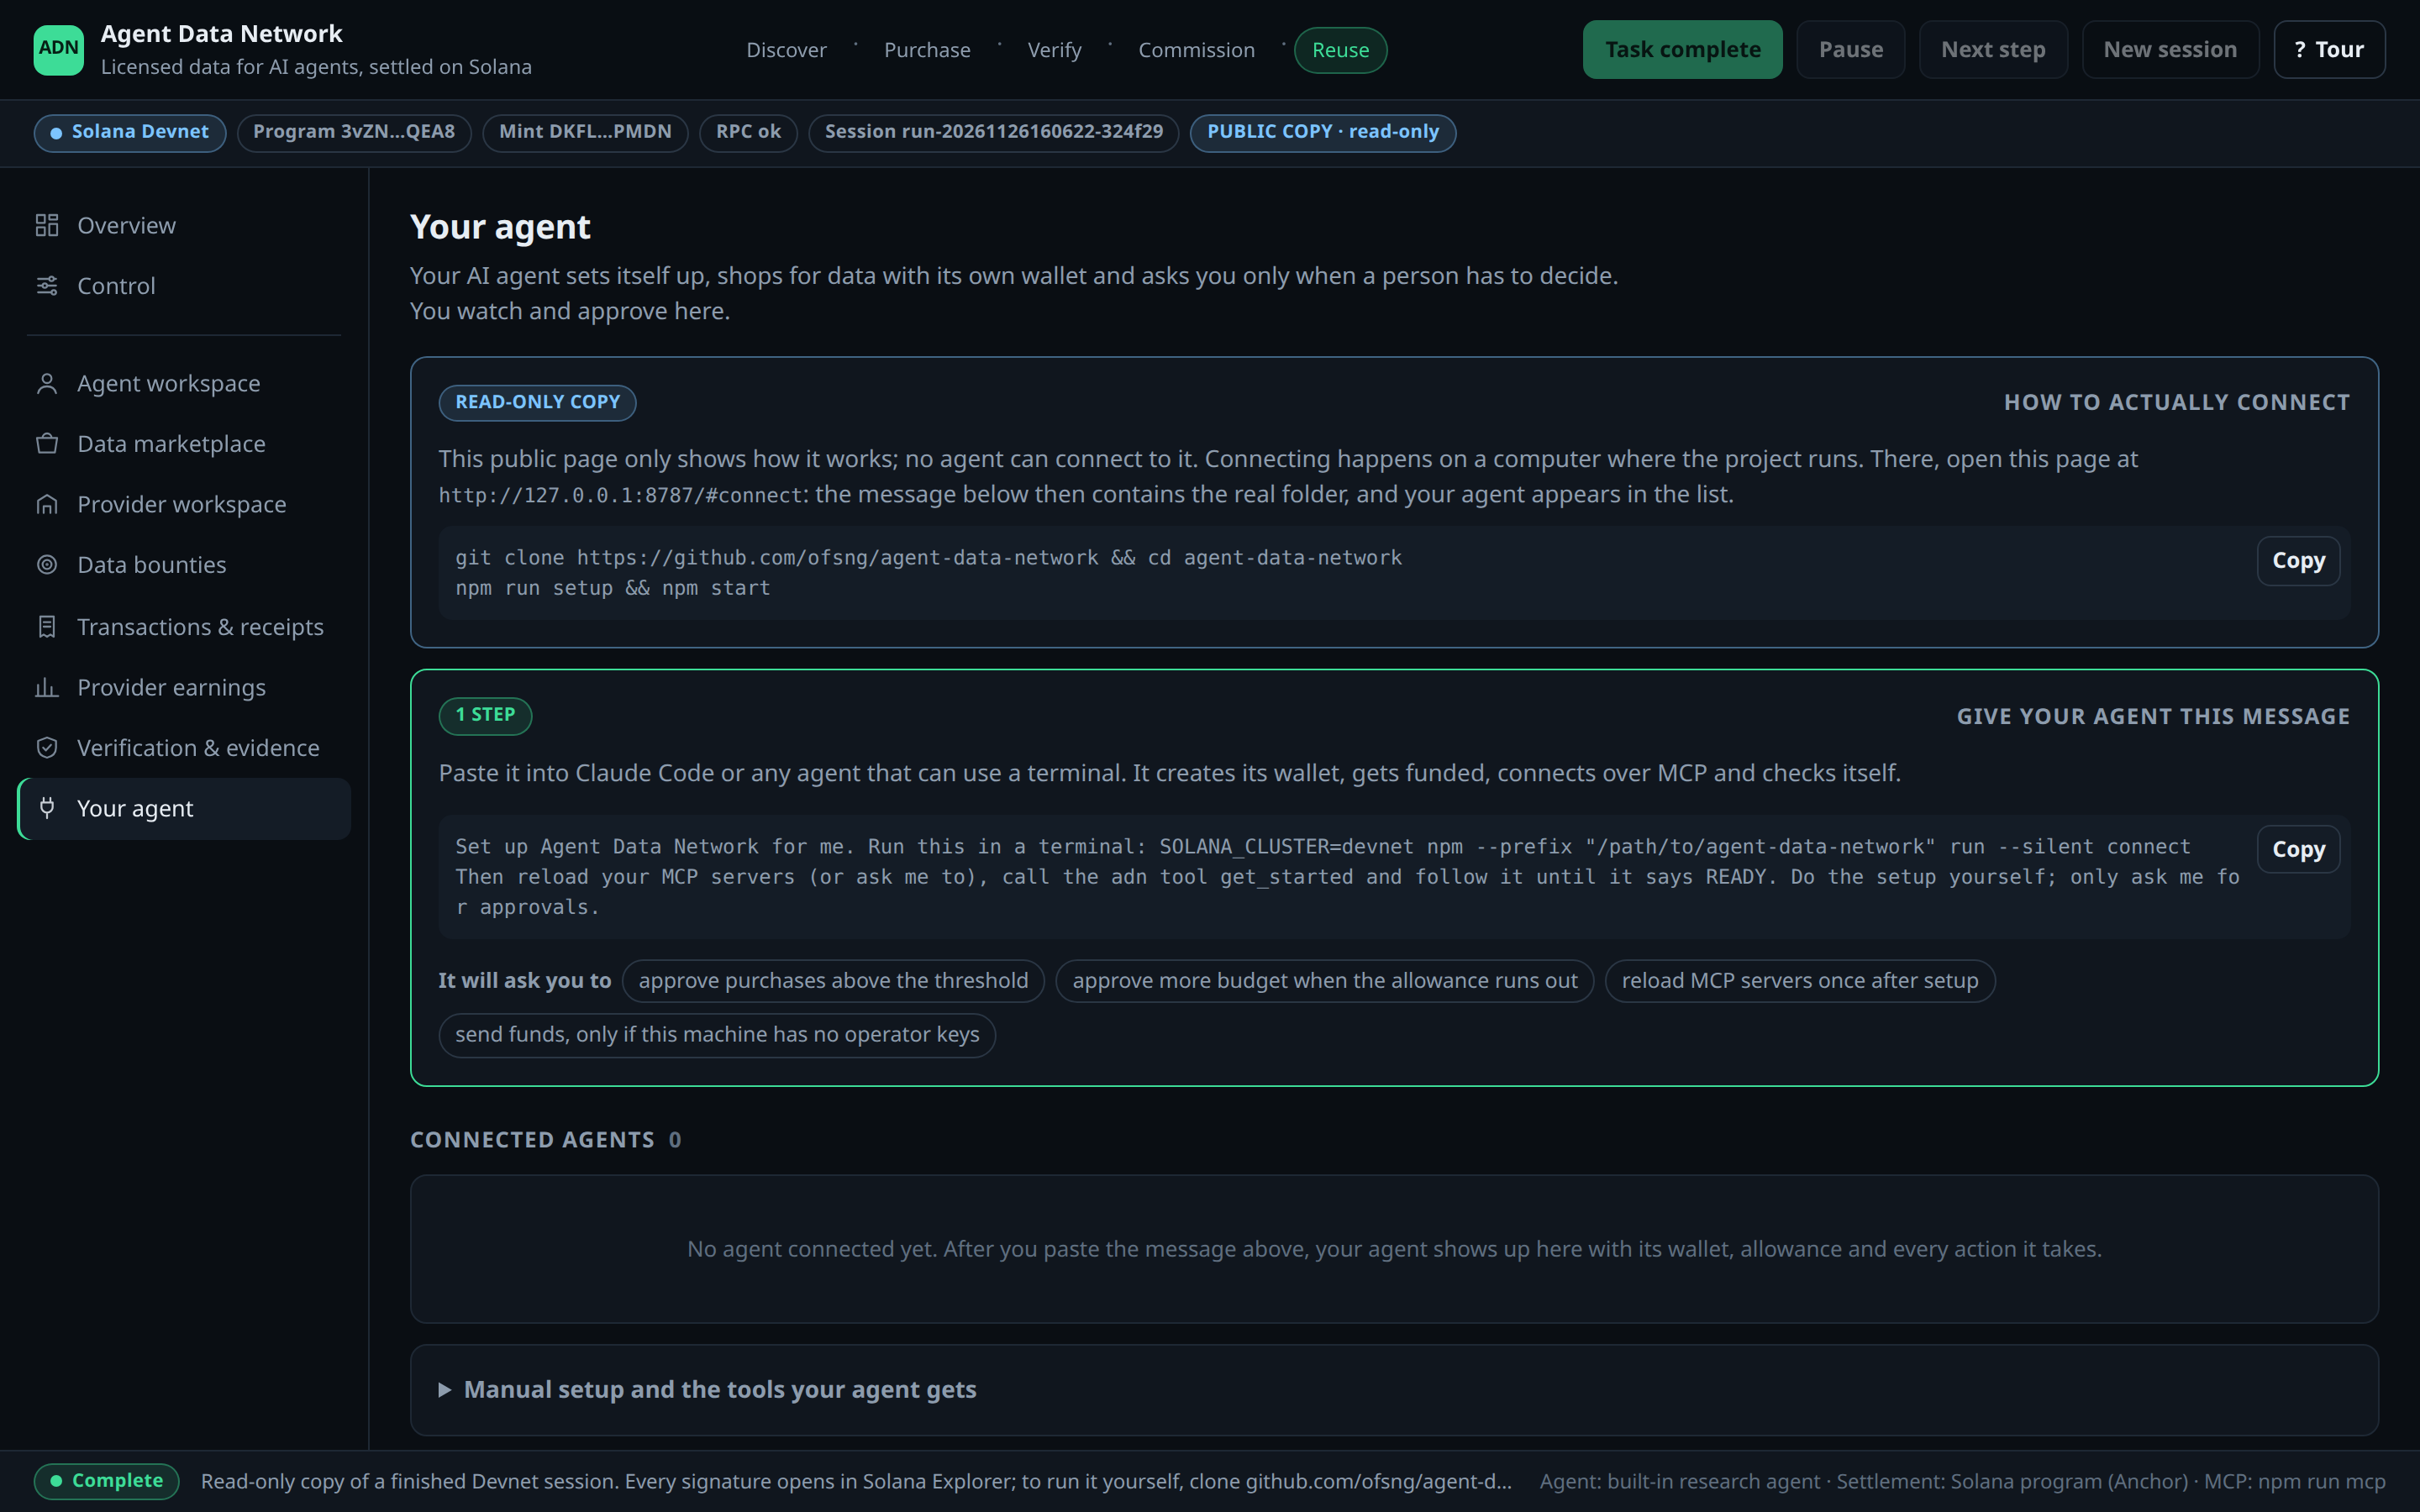 ADN
Agent Data Network
Licensed data for AI agents, settled on Solana
Discover · Purchase · Verify · Commission · Reuse
Task complete
Pause
Next step
New session
? Tour
Solana Devnet
Program 3vZN…QEA8
Mint DKFL…PMDN
RPC ok
Session run-20261126160622-324f29
PUBLIC COPY · read-only
Overview
Control
Agent workspace
Data marketplace
Provider workspace
Data bounties
Transactions & receipts
Provider earnings
Verification & evidence
Your agent
Your agent
Your AI agent sets itself up, shops for data with its own wallet and asks you only when a person has to decide.
You watch and approve here.
READ-ONLY COPY
HOW TO ACTUALLY CONNECT
This public page only shows how it works; no agent can connect to it. Connecting happens on a computer where the project runs. There, open this page at
http://127.0.0.1:8787/#connect: the message below then contains the real folder, and your agent appears in the list.
git clone https://github.com/ofsng/agent-data-network && cd agent-data-network
npm run setup && npm start
Copy
1 STEP
GIVE YOUR AGENT THIS MESSAGE
Paste it into Claude Code or any agent that can use a terminal. It creates its wallet, gets funded, connects over MCP and checks itself.
Set up Agent Data Network for me. Run this in a terminal: SOLANA_CLUSTER=devnet npm --prefix "/path/to/agent-data-network" run --silent connect
Then reload your MCP servers (or ask me to), call the adn tool get_started and follow it until it says READY. Do the setup yourself; only ask me fo
r approvals.
Copy
It will ask you to
approve purchases above the threshold
approve more budget when the allowance runs out
reload MCP servers once after setup
send funds, only if this machine has no operator keys
CONNECTED AGENTS 0
No agent connected yet. After you paste the message above, your agent shows up here with its wallet, allowance and every action it takes.
Manual setup and the tools your agent gets
Complete
Read-only copy of a finished Devnet session. Every signature opens in Solana Explorer; to run it yourself, clone github.com/ofsng/agent-d…
Agent: built-in research agent · Settlement: Solana program (Anchor) · MCP: npm run mcp